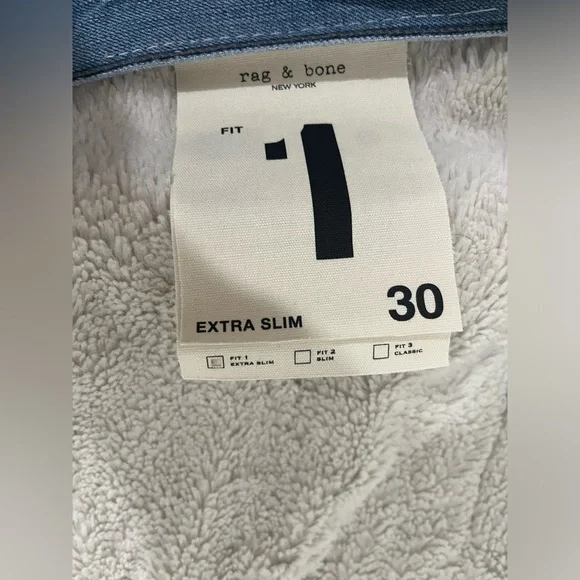 rag & bone
NEW YORK
FIT
1
EXTRA SLIM 30
FIT 1 FIT 2 FIT 3
EXTRA SLIM SLIM CLASSIC